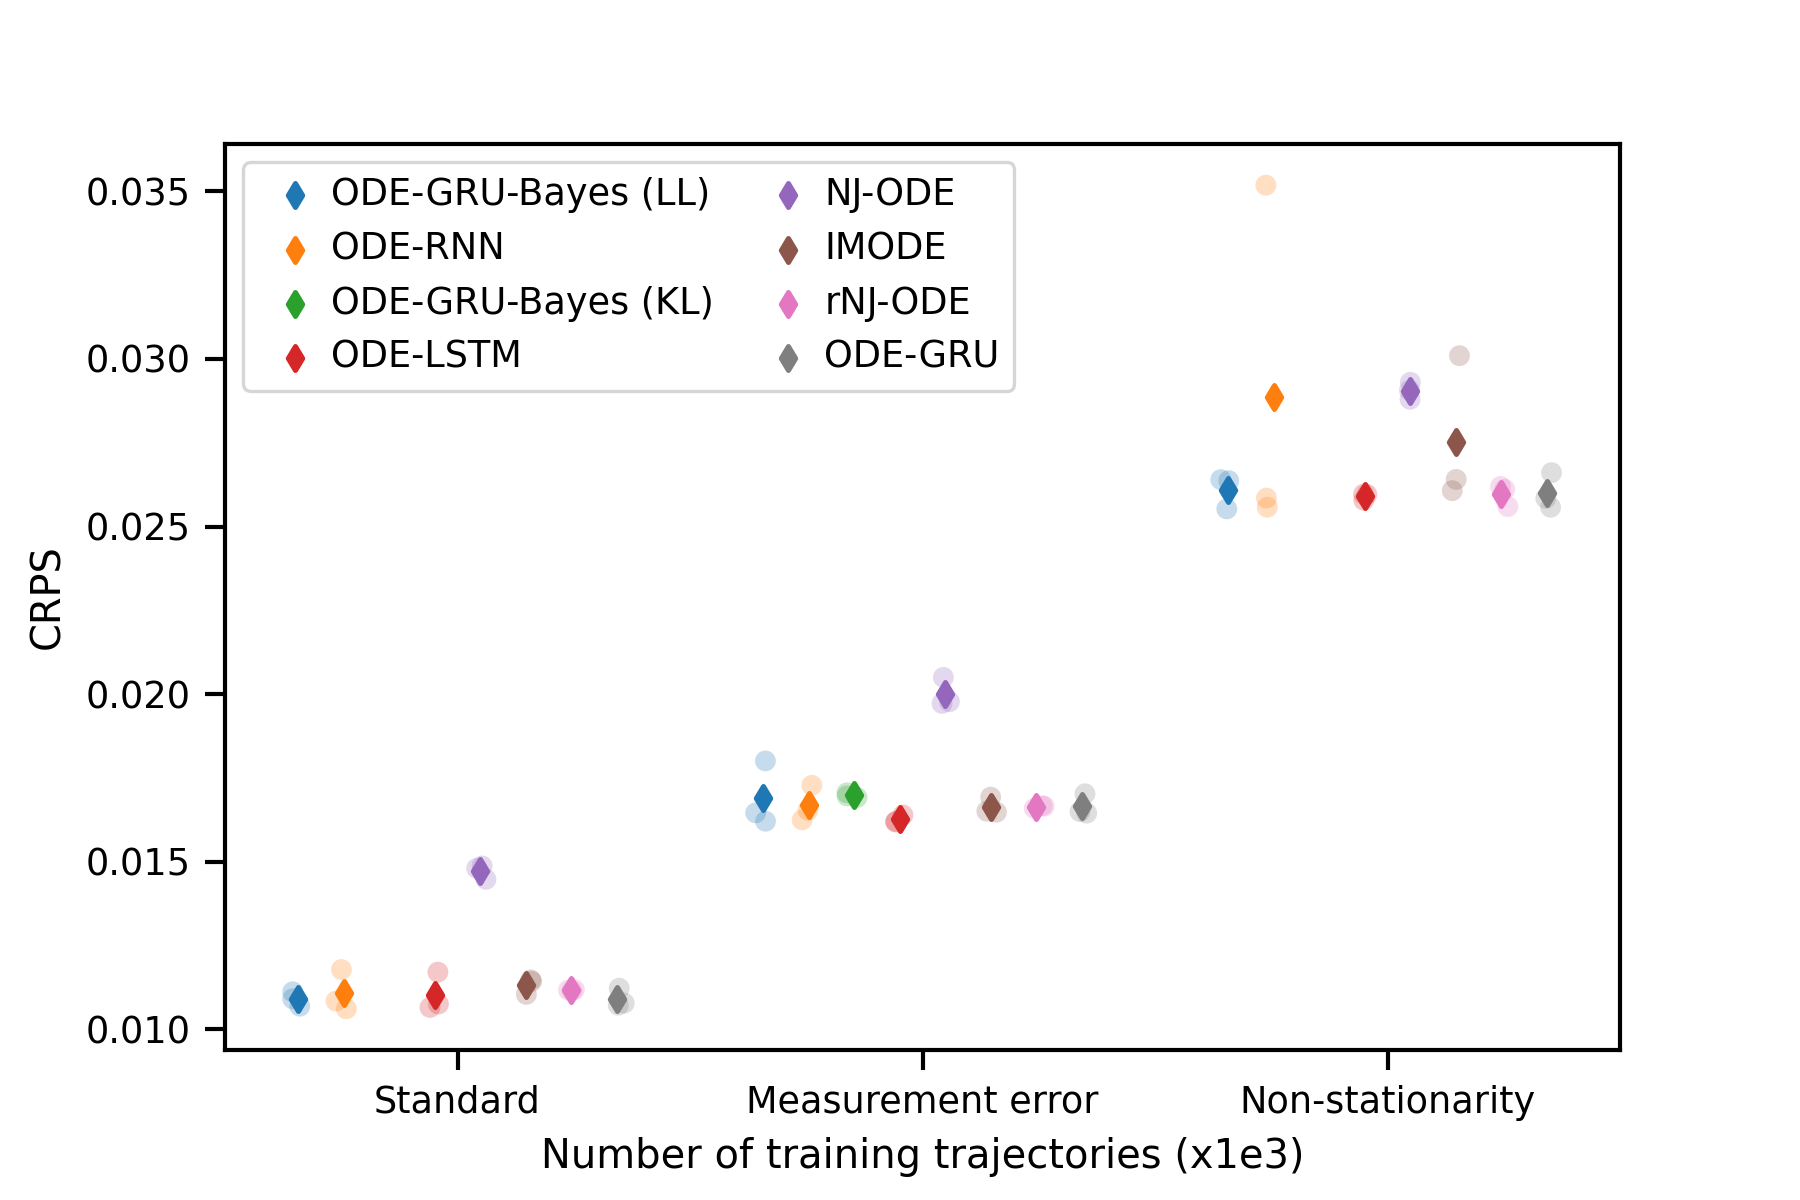 ODE-GRU-Bayes (LL)
ODE-RNN
ODE-GRU-Bayes (KL)
ODE-LSTM
NJ-ODE
IMODE
rNJ-ODE
ODE-GRU
0.035
0.030
0.025
0.020
0.015
0.010
CRPS
Standard
Measurement error
Non-stationarity
Number of training trajectories (x1e3)